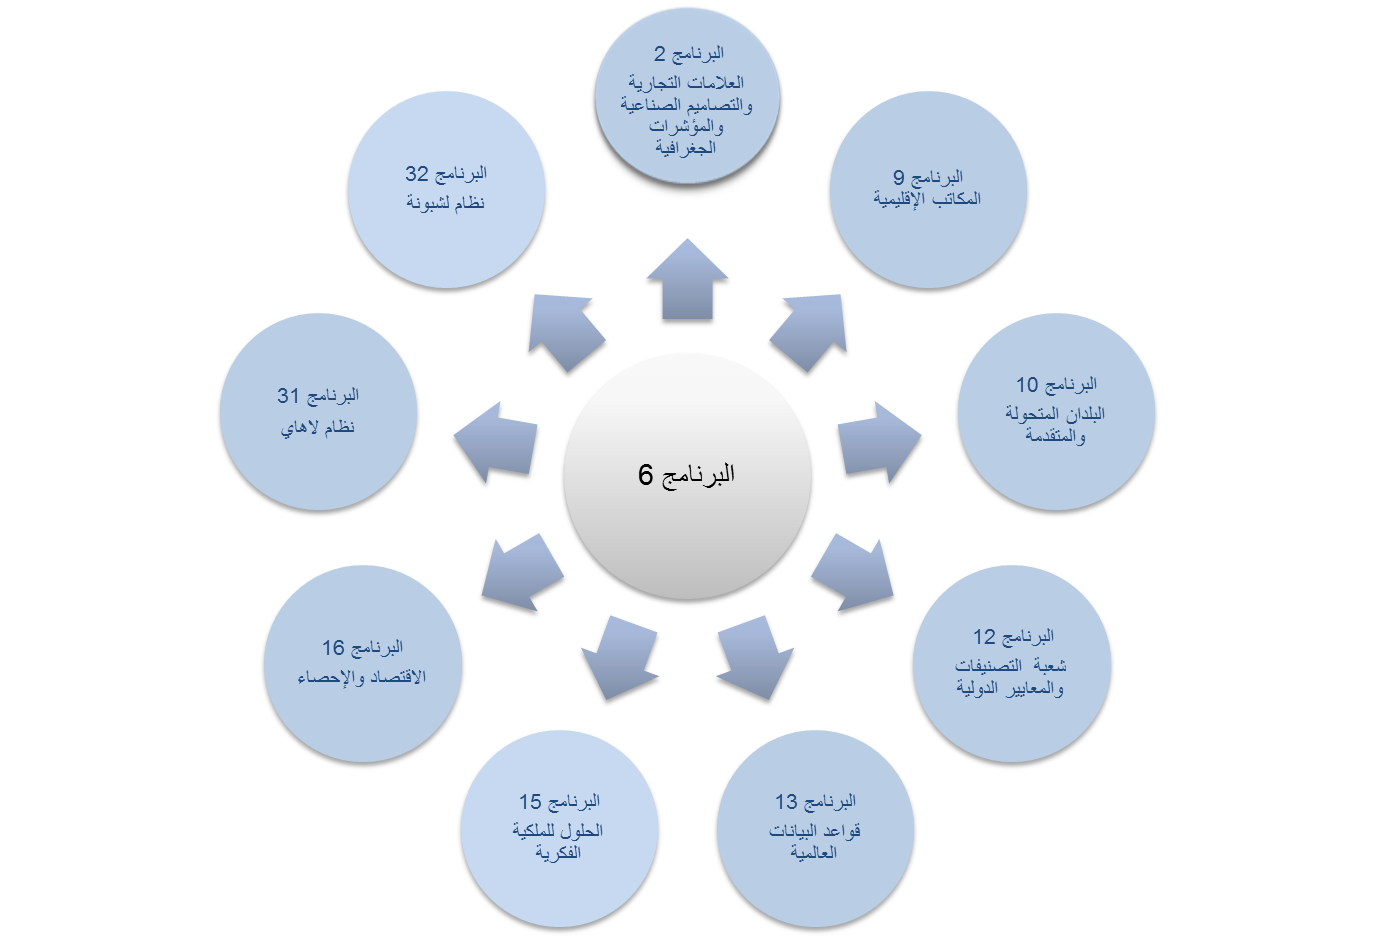 البرنامج 2
العلامات التجارية
والتصاميم الصناعية
والمؤشرات
الجغرافية
البرنامج 9
المكاتب الإقليمية
البرنامج 10
البلدان المتحولة
والمتقدمة
البرنامج 12
شعبة التصنيفات
والمعايير الدولية
البرنامج 13
قواعد البيانات
العالمية
البرنامج 15
الحلول للملكية
الفكرية
البرنامج 16
الاقتصاد والإحصاء
البرنامج 31
نظام لاهاي
البرنامج 32
نظام لشبونة
البرنامج 6